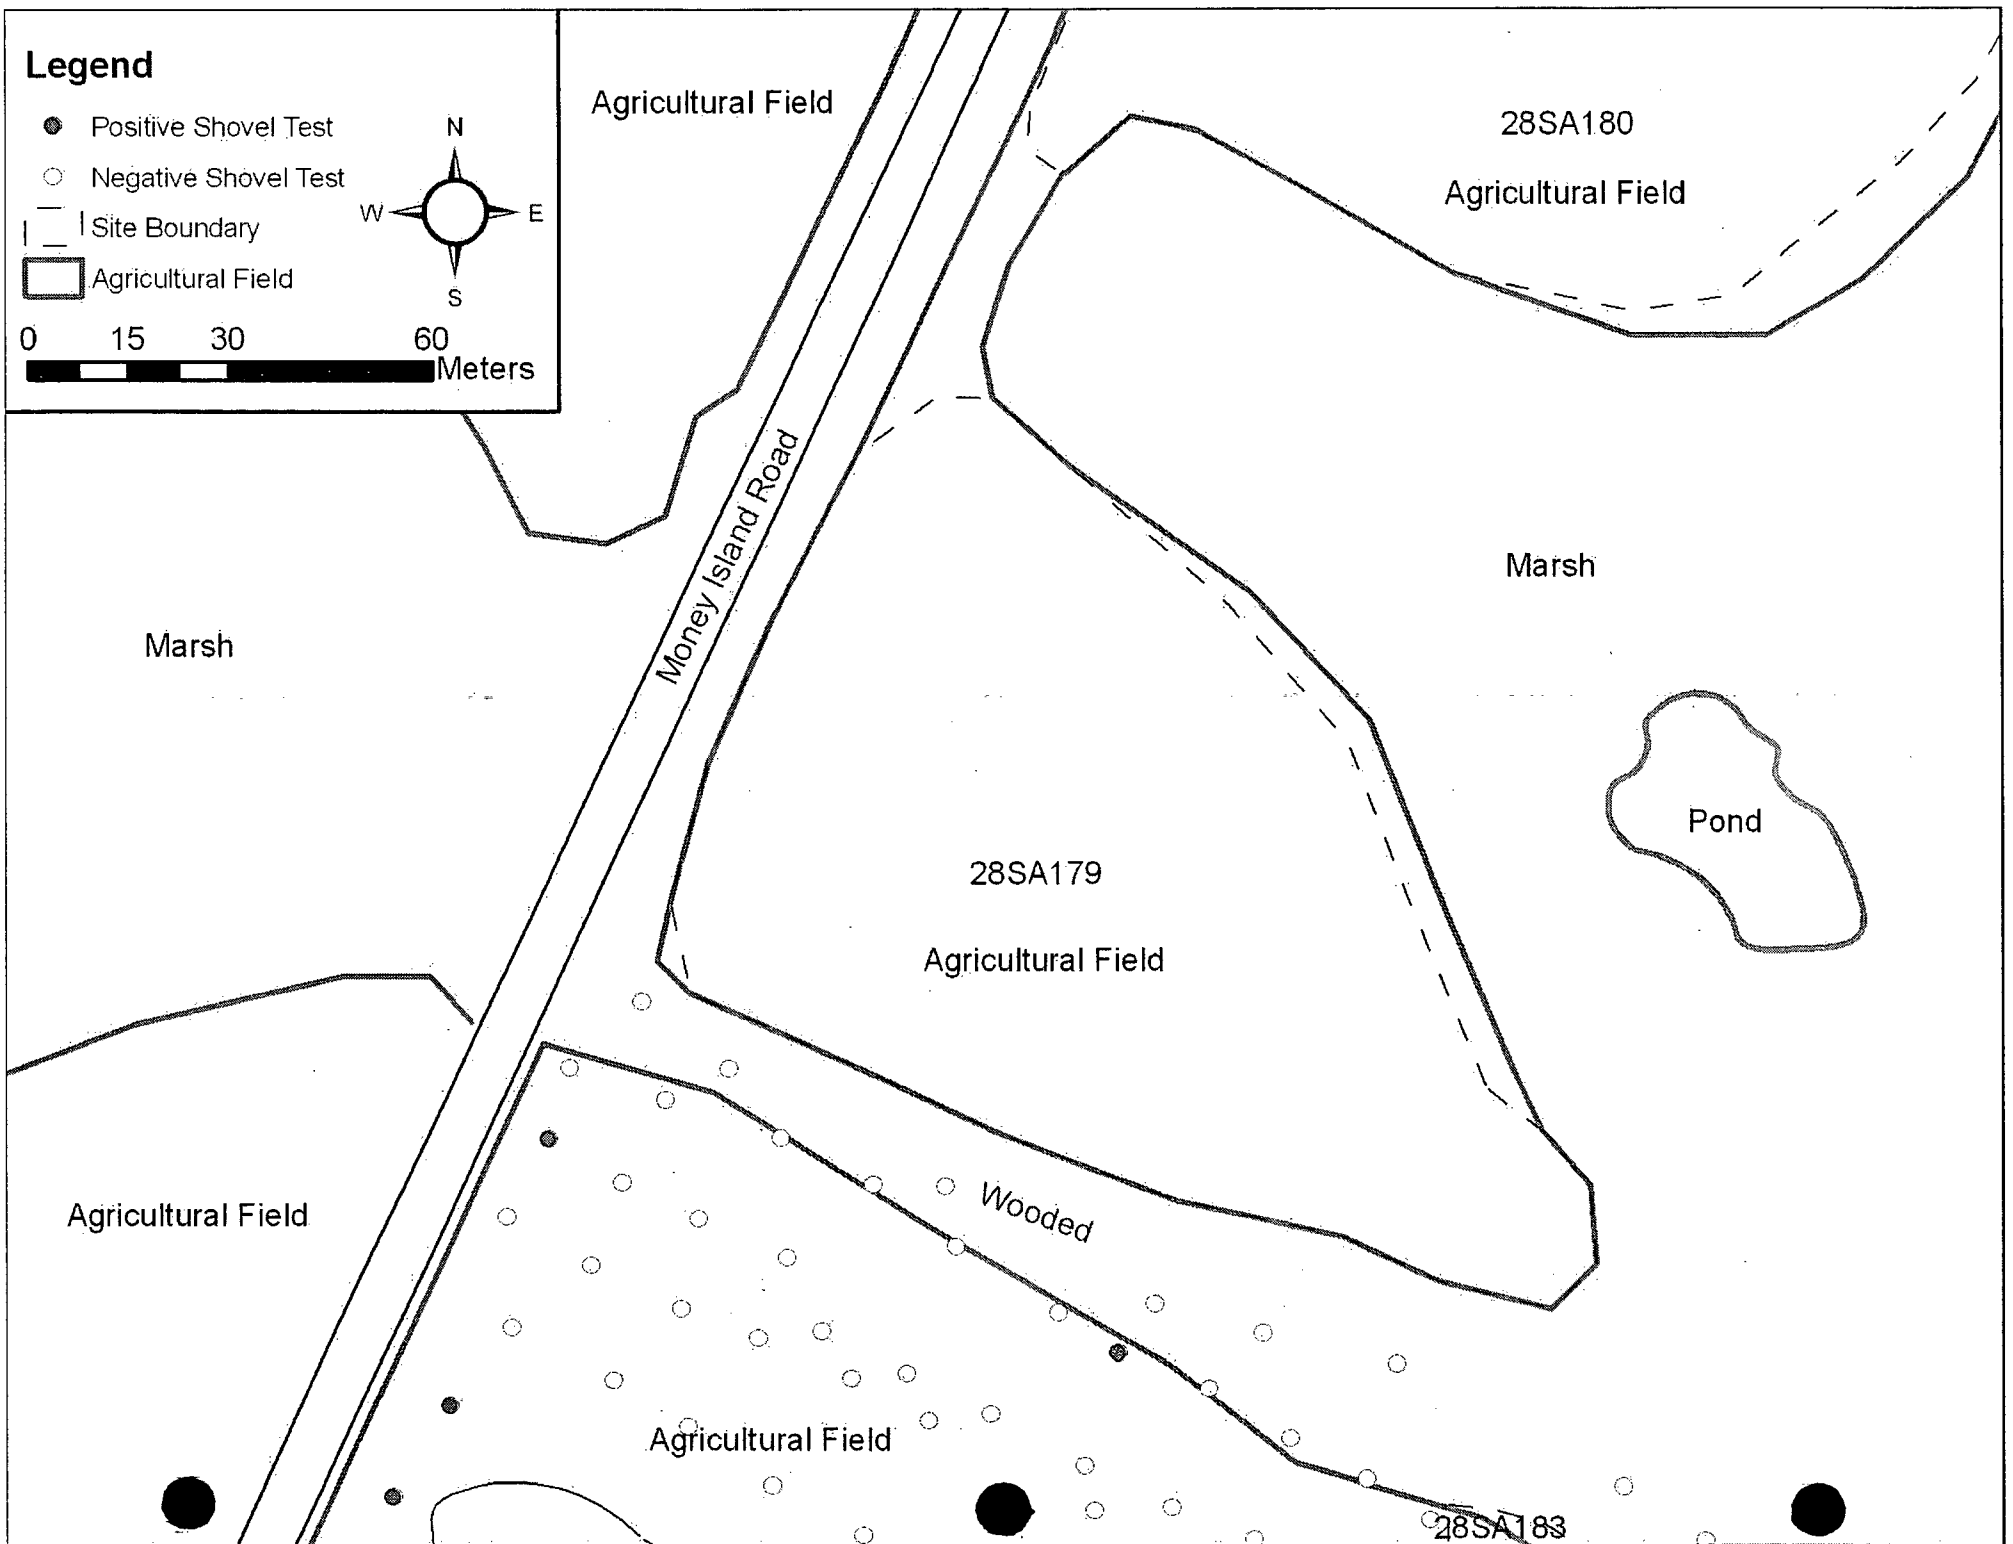 Legend
Positive Shovel Test
Negative Shovel Test
Site Boundary
Agricultural Field
N
W
E
S
0 15 30 60
Meters
Agricultural Field
28SA180
Agricultural Field
Money Island Road
Marsh
Marsh
Pond
28SA179
Agricultural Field
Agricultural Field
Wooded
Agricultural Field
28SA183